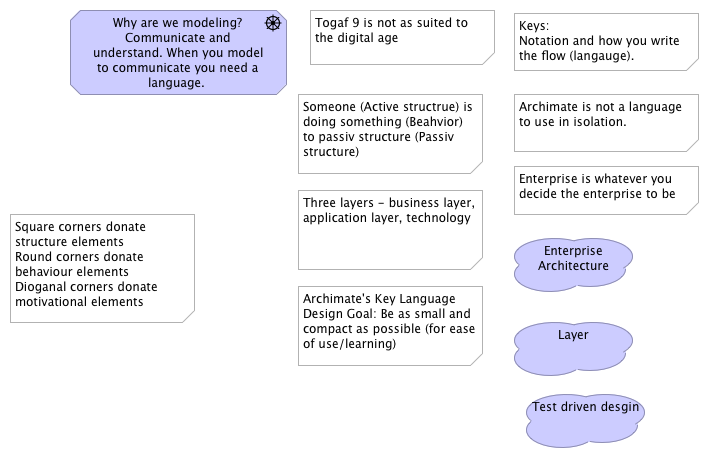 Why are we modeling?
Communicate and
understand. When you model
to communicate you need a
language.
Togaf 9 is not as suited to
the digital age
Keys:
Notation and how you write
the flow (langauge).
Someone (Active structrue) is
doing something (Beahvior)
to passiv structure (Passiv
structure)
Archimate is not a language
to use in isolation.
Three layers - business layer,
application layer, technology
Enterprise is whatever you
decide the enterprise to be
Square corners donate
structure elements
Round corners donate
behaviour elements
Dioganal corners donate
motivational elements
Enterprise
Architecture
Archimate's Key Language
Design Goal: Be as small and
compact as possible (for ease
of use/learning)
Layer
Test driven desgin